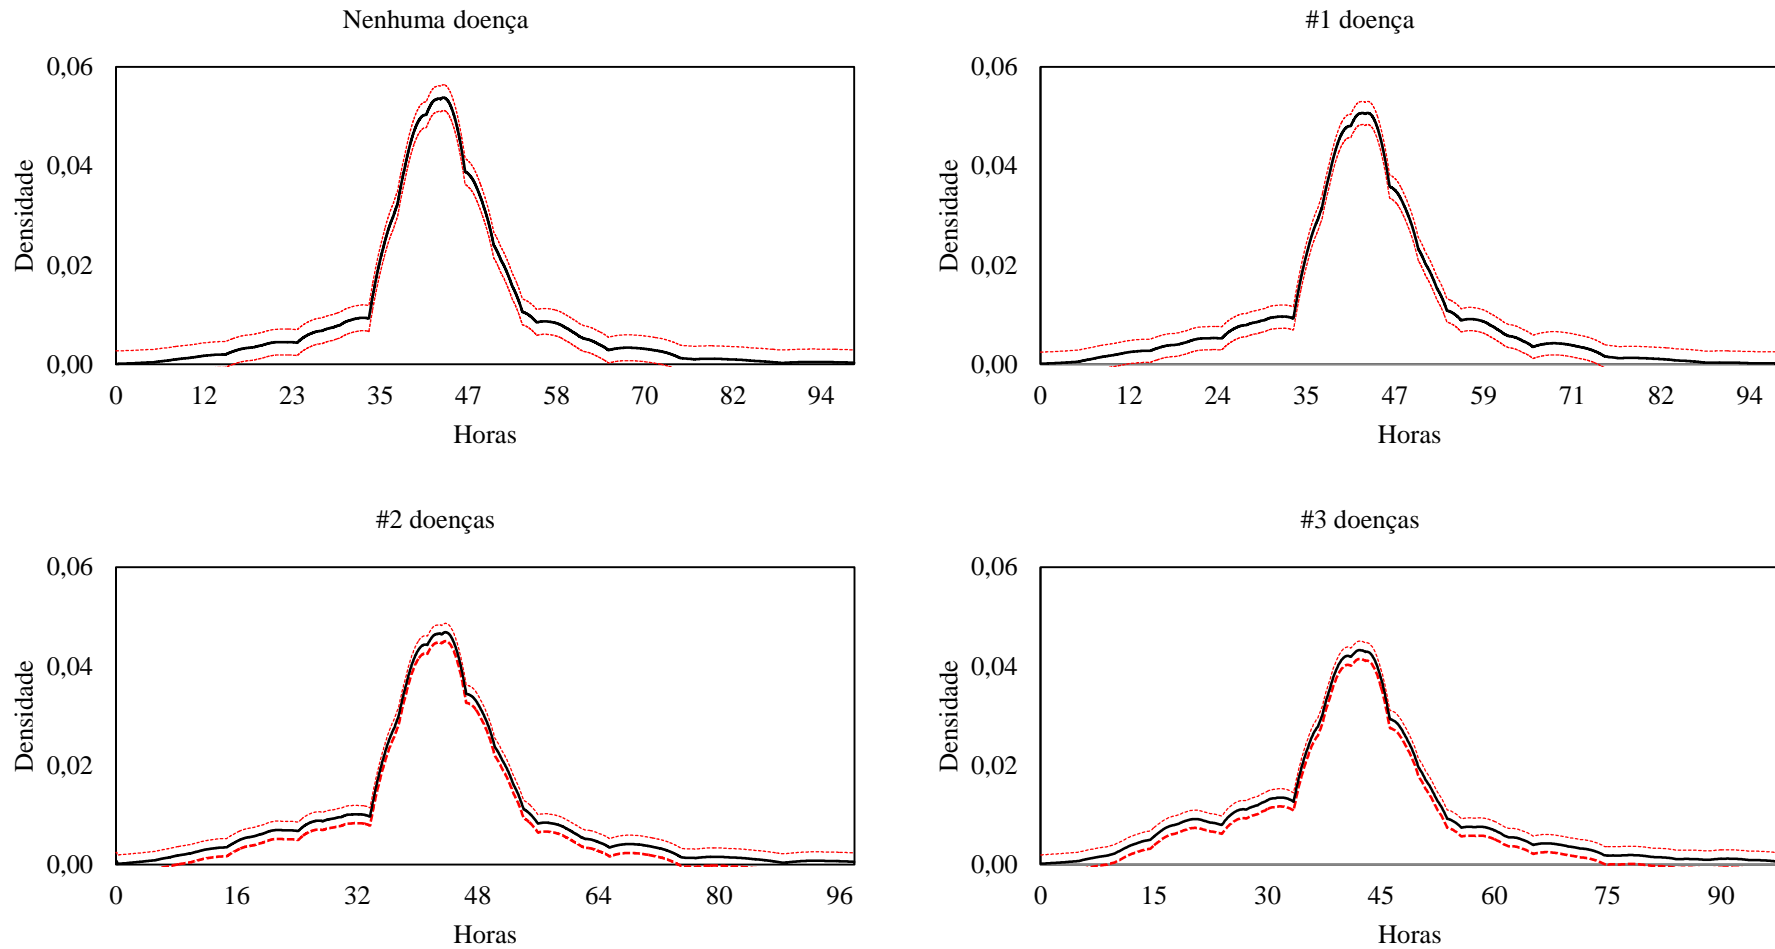 Nenhuma doença
0,06
0,04
0,02
0,00
Densidade
0 12 23 35 47 58 70 82 94
Horas
#1 doença
0,06
0,04
0,02
0,00
Densidade
0 12 24 35 47 59 71 82 94
Horas
#2 doenças
0,06
0,04
0,02
0,00
Densidade
0 16 32 48 64 80 96
Horas
#3 doenças
0,06
0,04
0,02
0,00
Densidade
0 15 30 45 60 75 90
Horas